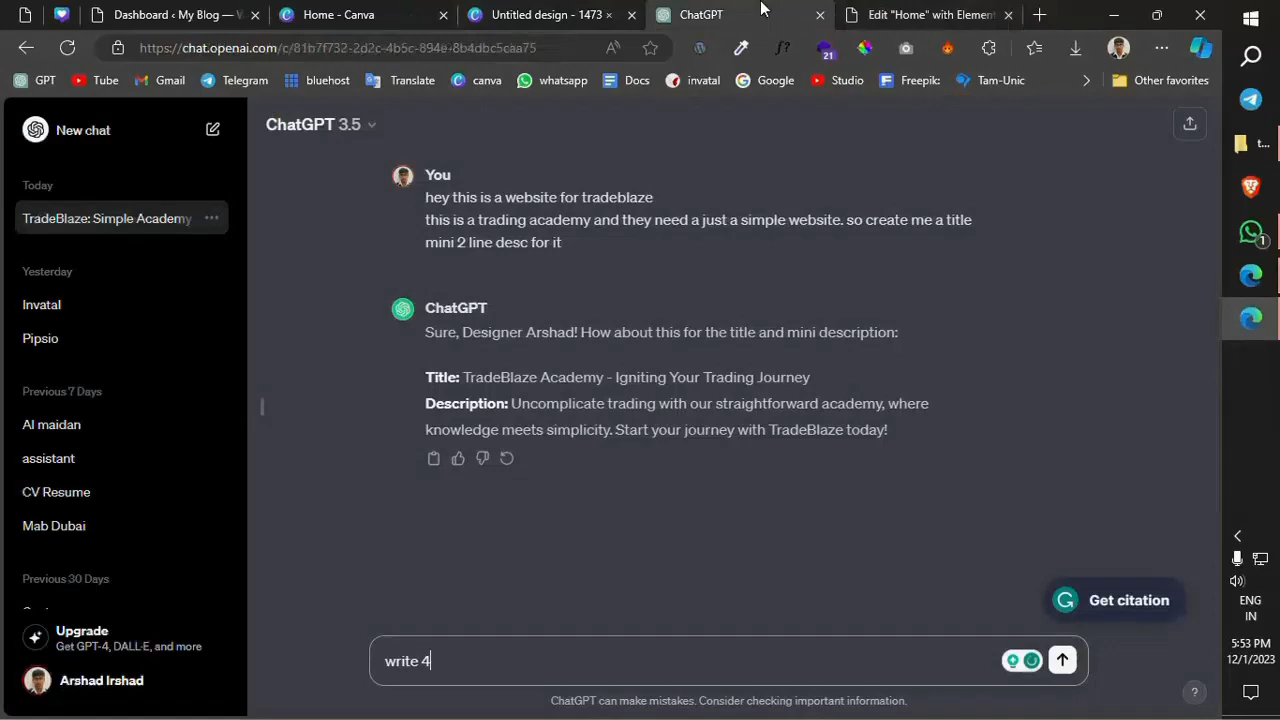 Dashboard ‹ My Blog — W
Home - Canva
Untitled design - 1473 ×
ChatGPT
Edit "Home" with Element
https://chat.openai.com/c/81b7f732-2d2c-4b5c-894e-8b4dbc5caa75
21
GPT
Tube
Gmail
Telegram
bluehost
Translate
canva
whatsapp
Docs
invatal
Google
Studio
Freepik:
Tam-Unic
Other favorites
New chat
ChatGPT 3.5
Today
TradeBlaze: Simple Academy
Yesterday
Invatal
Pipsio
Previous 7 Days
AI maidan
assistant
CV Resume
Mab Dubai
Previous 30 Days
Upgrade
Get GPT-4, DALL·E, and more
Arshad Irshad
You
hey this is a website for tradeblaze
this is a trading academy and they need a just a simple website. so create me a title
mini 2 line desc for it
ChatGPT
Sure, Designer Arshad! How about this for the title and mini description:
Title: TradeBlaze Academy - Igniting Your Trading Journey
Description: Uncomplicate trading with our straightforward academy, where
knowledge meets simplicity. Start your journey with TradeBlaze today!
Get citation
write 4
ChatGPT can make mistakes. Consider checking important information.
?
t...
1
ENG
IN
5:53 PM
12/1/2023